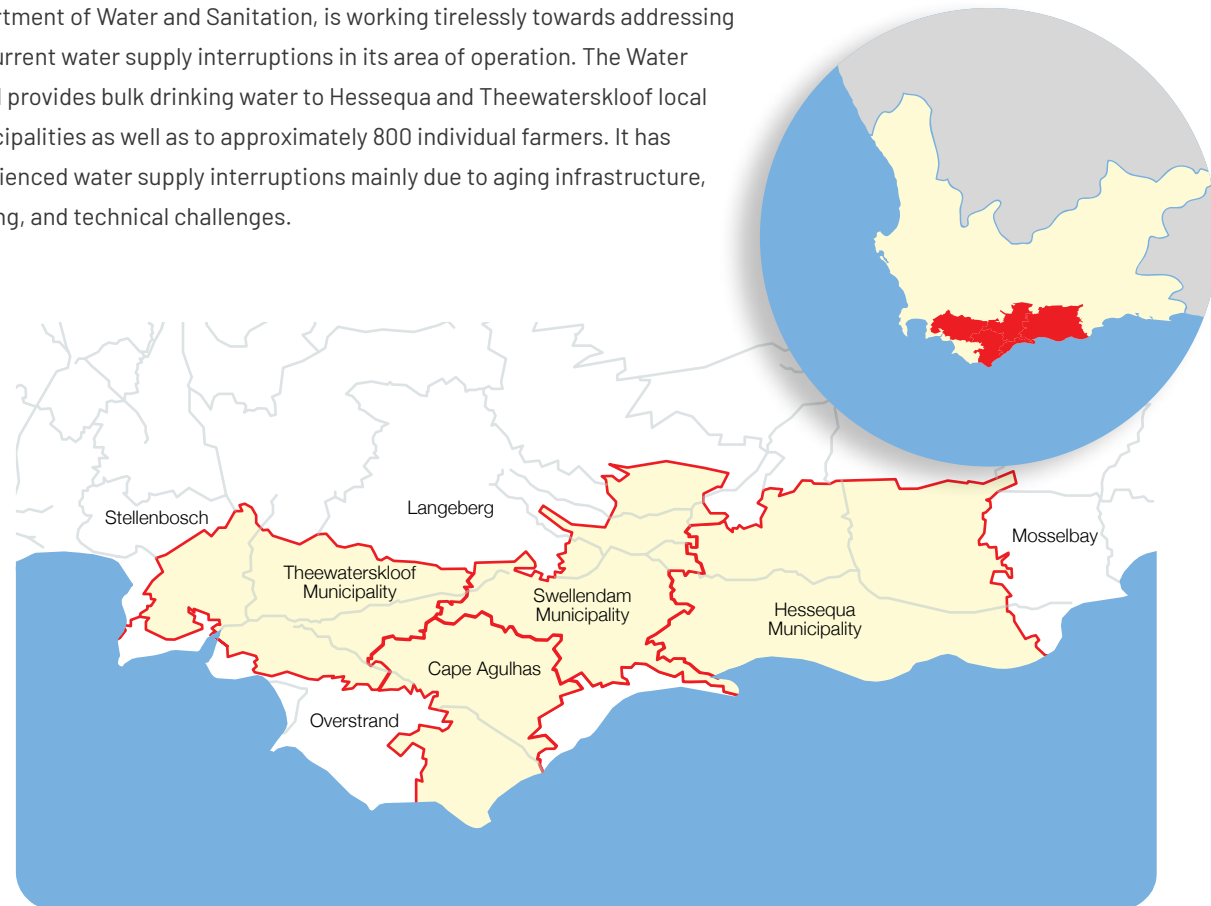 rtment of Water and Sanitation, is working tirelessly towards addressing
urrent water supply interruptions in its area of operation. The Water
provides bulk drinking water to Hessequa and Theewaterskloof local
cipalities as well as to approximately 800 individual farmers. It has
ienced water supply interruptions mainly due to aging infrastructure,
ng, and technical challenges.
Stellenbosch
Langeberg
Mosselbay
Theewaterskloof
Municipality
Swellendam
Municipality
Hessequa
Municipality
Cape Agulhas
Overstrand